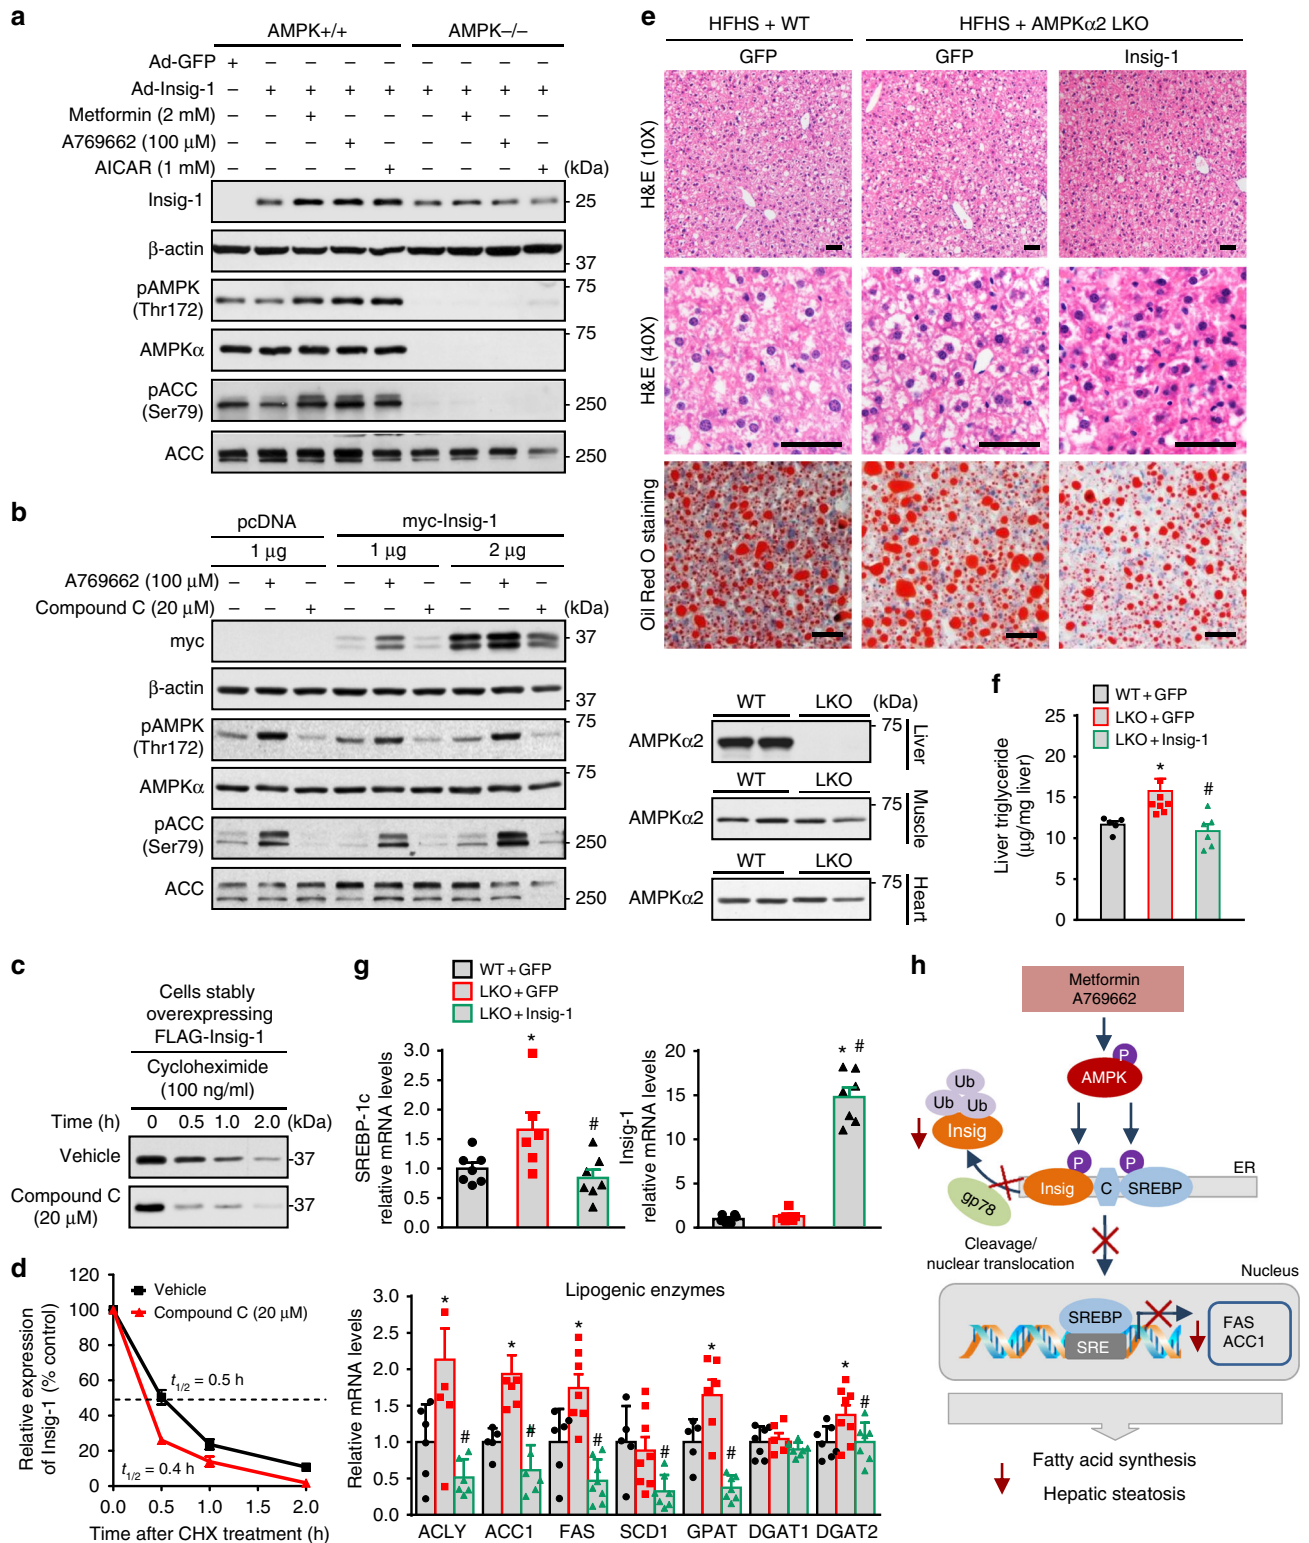 a
AMPK+/+ AMPK–/–
Ad-GFP + – – – – – – – –
Ad-Insig-1 – + + + + + + + +
Metformin (2 mM) – – + – – – + – –
A769662 (100 μM) – – – + – – – + –
AICAR (1 mM) – – – – + – – – + (kDa)
Insig-1 25
β-actin 37
pAMPK (Thr172) 75
AMPKα 75
pACC (Ser79) 250
ACC 250
b
pcDNA myc-Insig-1
1 μg 1 μg 2 μg
A769662 (100 μM) – + – – + – – + –
Compound C (20 μM) – – + – – + – – + (kDa)
myc 37
β-actin 37
pAMPK (Thr172) 75
AMPKα 75
pACC (Ser79) 250
ACC 250
c
Cells stably
overexpressing
FLAG-Insig-1
Cycloheximide
(100 ng/ml)
Time (h) 0 0.5 1.0 2.0 (kDa)
Vehicle -37
Compound C
(20 μM) -37
d
Relative expression
of Insig-1 (% control)
120
100
80
60
40
20
0
Vehicle
Compound C (20 μM)
t1/2 = 0.5 h
t1/2 = 0.4 h
0.0 0.5 1.0 2.0
Time after CHX treatment (h)
e
HFHS + WT HFHS + AMPKα2 LKO
GFP GFP Insig-1
H&E (10X)
H&E (40X)
Oil Red O staining
WT LKO (kDa)
AMPKα2 75 Liver
WT LKO
AMPKα2 75 Muscle
WT LKO
AMPKα2 75 Heart
f
WT + GFP
LKO + GFP
LKO + Insig-1
Liver triglyceride
(μg/mg liver)
25
20
15
10
5
0
* #
g
WT + GFP
LKO + GFP
LKO + Insig-1
SREBP-1c
relative mRNA levels
3.0
2.5
2.0
1.5
1.0
0.5
0.0
* #
Insig-1
relative mRNA levels
20
15
10
5
0
* #
Lipogenic enzymes
Relative mRNA levels
3.0
2.5
2.0
1.5
1.0
0.5
0.0
* # * # * # # * # * #
ACLY ACC1 FAS SCD1 GPAT DGAT1 DGAT2
h
Metformin
A769662
P
AMPK
Ub
Ub Ub
Insig
P P
ER
Insig C SREBP
gp78
Cleavage/
nuclear translocation
Nucleus
SREBP
SRE
FAS
ACC1
Fatty acid synthesis
Hepatic steatosis